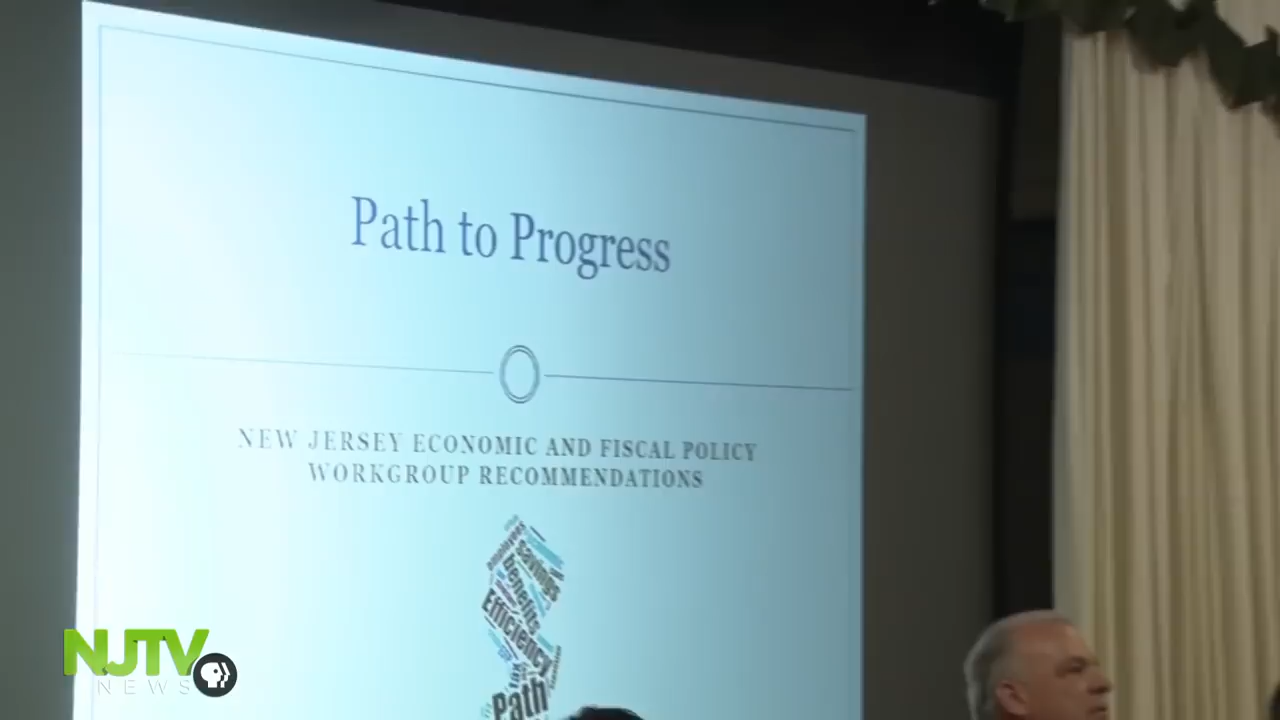 Path to Progress
NEW JERSEY ECONOMIC AND FISCAL POLICY
WORKGROUP RECOMMENDATIONS
savings
benefits
Efficiency
Path
NJTV
NEWS